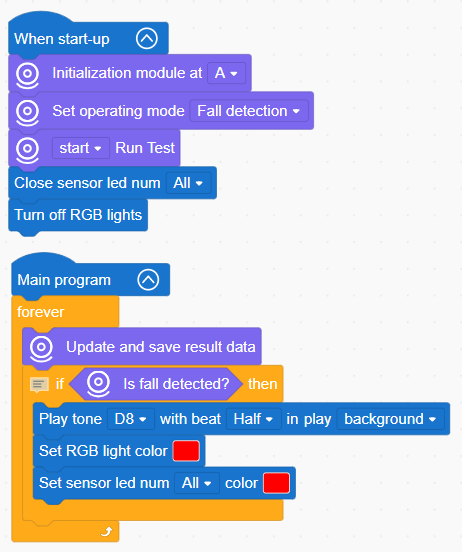 When start-up
Initialization module at A
Set operating mode Fall detection
start Run Test
Close sensor led num All
Turn off RGB lights
Main program
forever
Update and save result data
if Is fall detected? then
Play tone D8 with beat Half in play background
Set RGB light color
Set sensor led num All color